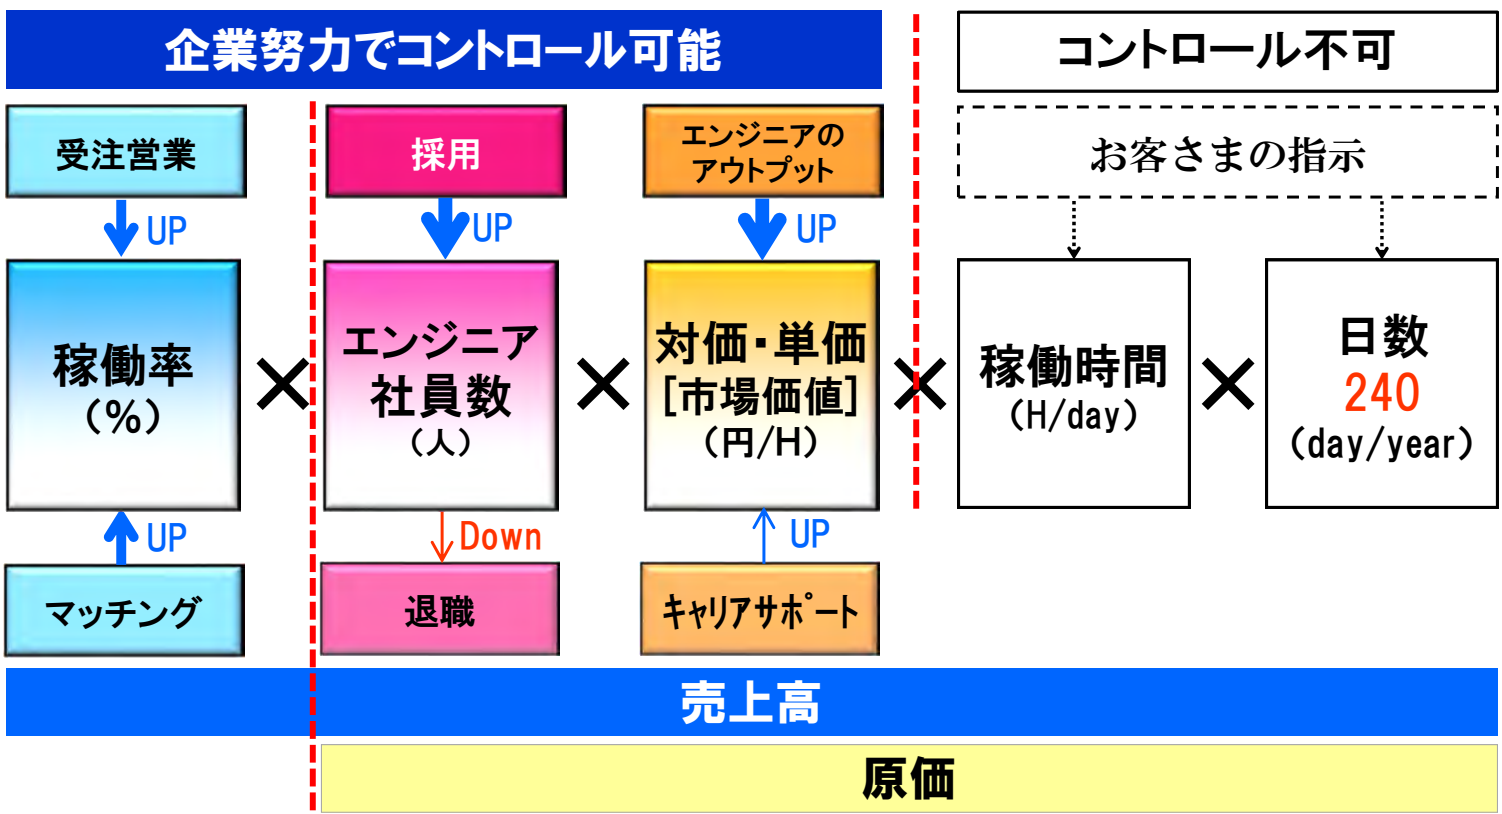 企業努力でコントロール可能
コントロール不可
受注営業
採用
エンジニアの
アウトプット
お客さまの指示
UP
UP
UP
稼働率
(%)
×
エンジニア
社員数
(人)
×
対価・単価
[市場価値]
(円/H)
×
稼働時間
(H/day)
×
日数
240
(day/year)
UP
Down
UP
マッチング
退職
キャリアサポート
売上高
原価